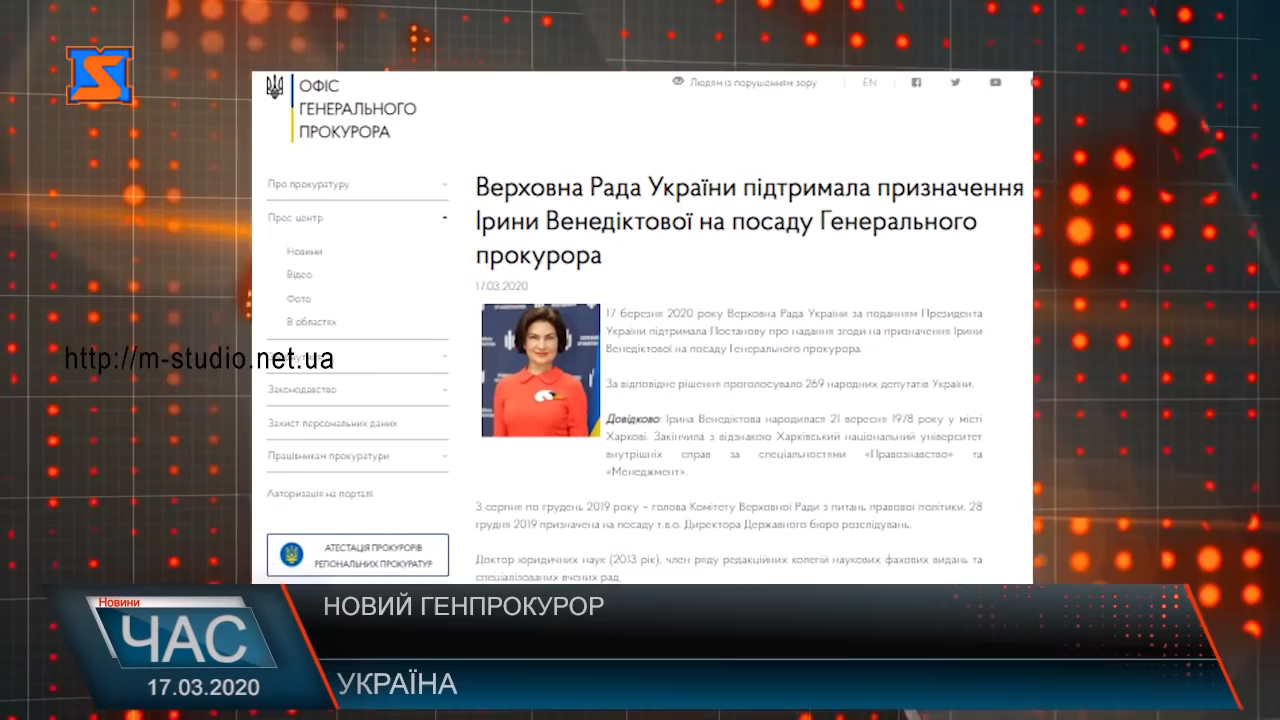 ОФІС
ГЕНЕРАЛЬНОГО
ПРОКУРОРА
Людям із порушенням зору
EN
Про прокуратуру
Прес центр
Новини
Відео
Фото
В областях
http://m-studio.net.ua
Законодавство
Захист персональних даних
Працівникам прокуратури
Авторизація на порталі
АТЕСТАЦІЯ ПРОКУРОРІВ
РЕГІОНАЛЬНИХ ПРОКУРАТУР
Верховна Рада України підтримала призначення
Ірини Венедіктової на посаду Генерального
прокурора
17.03.2020
17 березня 2020 року Верховна Рада України за поданням Президента
України підтримала Постанову про надання згоди на призначення Ірини
Венедіктової на посаду Генерального прокурора.
За відповідне рішення проголосувало 269 народних депутатів України.
Довідково: Ірина Венедіктова народилася 21 вересня 1978 року у місті
Харкові. Закінчила з відзнакою Харківський національний університет
внутрішніх справ за спеціальностями «Правознавство» та
«Менеджмент».
З серпня по грудень 2019 року – голова Комітету Верховної Ради з питань правової політики. 28
грудня 2019 призначена на посаду т.в.о. Директора Державного бюро розслідувань.
Доктор юридичних наук (2013 рік), член ряду редакційних колегій наукових фахових видань та
спеціалізованих вчених рад.
Новини
ЧАС
17.03.2020
НОВИЙ ГЕНПРОКУРОР
УКРАЇНА